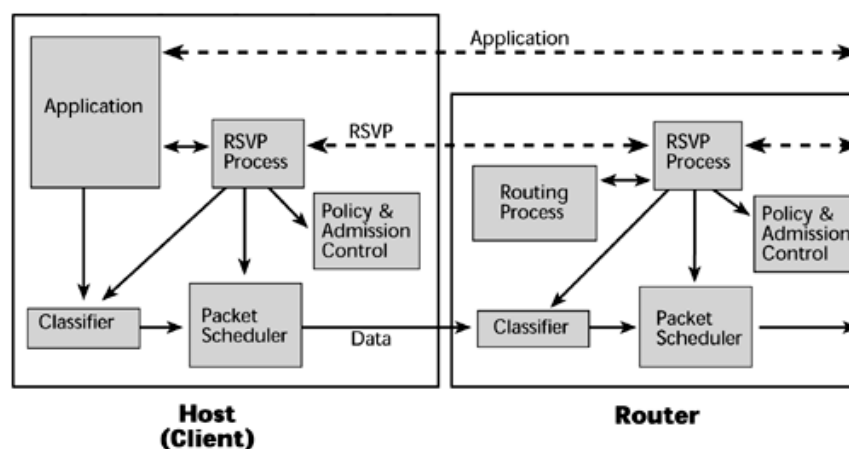 Application
Application
RSVP
Process
RSVP
RSVP
Process
Routing
Process
Policy &
Admission
Control
Policy &
Admission
Control
Classifier
Packet
Scheduler
Data
Classifier
Packet
Scheduler
Host
(Client)
Router